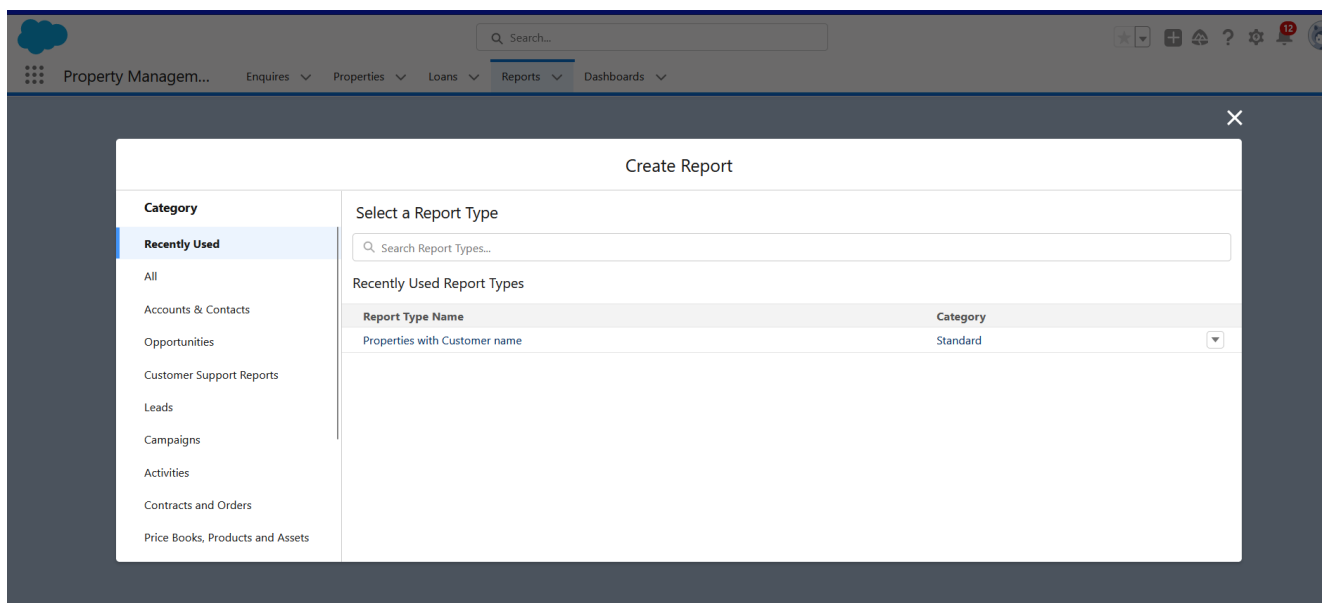 Search...
12
Property Managem... Enquires Properties Loans Reports Dashboards
Create Report
Category
Recently Used
All
Accounts & Contacts
Opportunities
Customer Support Reports
Leads
Campaigns
Activities
Contracts and Orders
Price Books, Products and Assets
Select a Report Type
Search Report Types...
Recently Used Report Types
Report Type Name Category
Properties with Customer name Standard